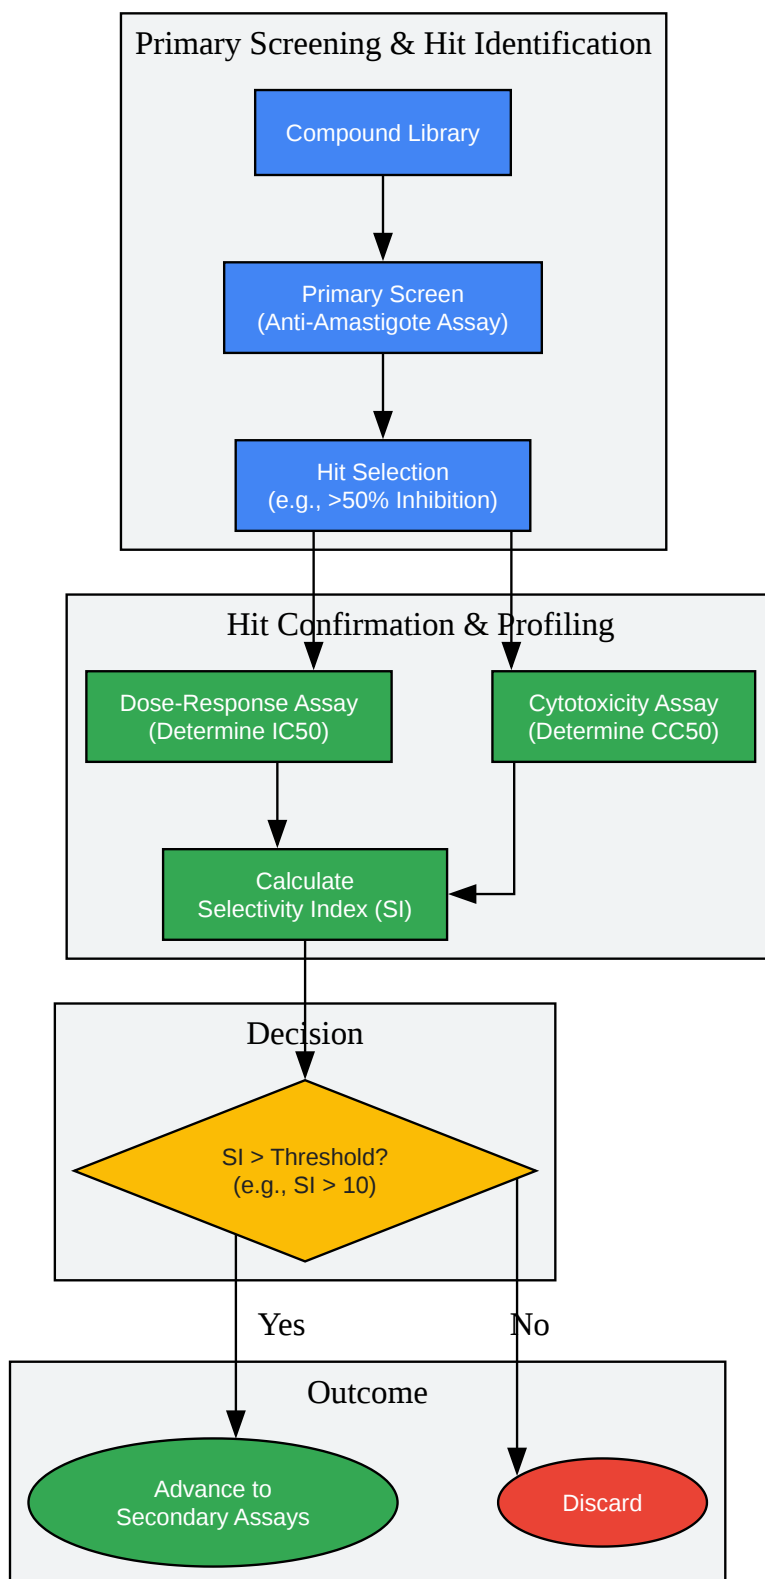 Primary Screening & Hit Identification
Compound Library
Primary Screen
(Anti-Amastigote Assay)
Hit Selection
(e.g., >50% Inhibition)
Hit Confirmation & Profiling
Dose-Response Assay
(Determine IC50)
Cytotoxicity Assay
(Determine CC50)
Calculate
Selectivity Index (SI)
Decision
SI > Threshold?
(e.g., SI > 10)
Yes
No
Outcome
Advance to
Secondary Assays
Discard